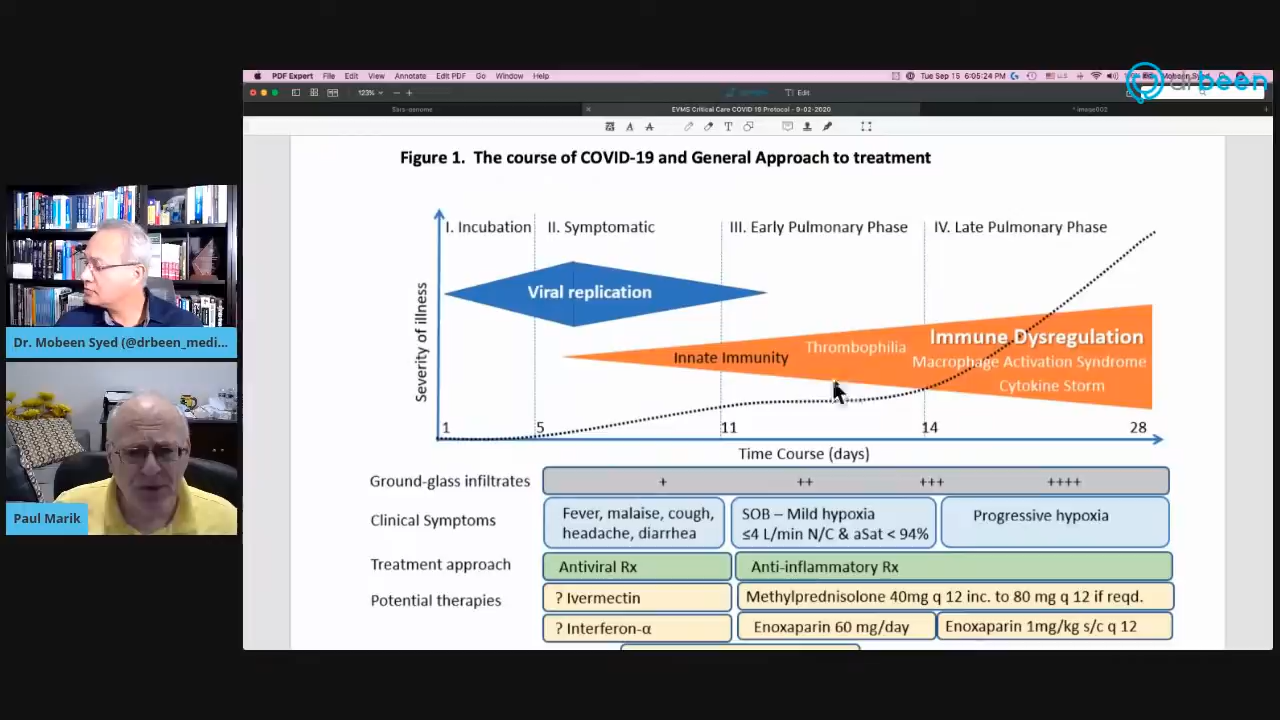 PDF Expert File Edit View Annotate Edit PDF Go Window Help
Tue Sep 15 6:05:24 PM
Mobeen Syed
drbeen
123%
Edit
Sars-genome
EVMS Critical Care COVID 19 Protocol - 9-02-2020
* image002
Figure 1. The course of COVID-19 and General Approach to treatment
I. Incubation
II. Symptomatic
III. Early Pulmonary Phase
IV. Late Pulmonary Phase
Viral replication
Severity of illness
Innate Immunity
Thrombophilia
Immune Dysregulation
Macrophage Activation Syndrome
Cytokine Storm
1 5 11 14 28
Time Course (days)
Ground-glass infiltrates + ++ +++ ++++
Clinical Symptoms
Fever, malaise, cough,
headache, diarrhea
SOB – Mild hypoxia
≤4 L/min N/C & aSat < 94%
Progressive hypoxia
Treatment approach
Antiviral Rx
Anti-inflammatory Rx
Potential therapies
? Ivermectin
Methylprednisolone 40mg q 12 inc. to 80 mg q 12 if reqd.
? Interferon-α
Enoxaparin 60 mg/day
Enoxaparin 1mg/kg s/c q 12
Dr. Mobeen Syed (@drbeen_medi...
Paul Marik